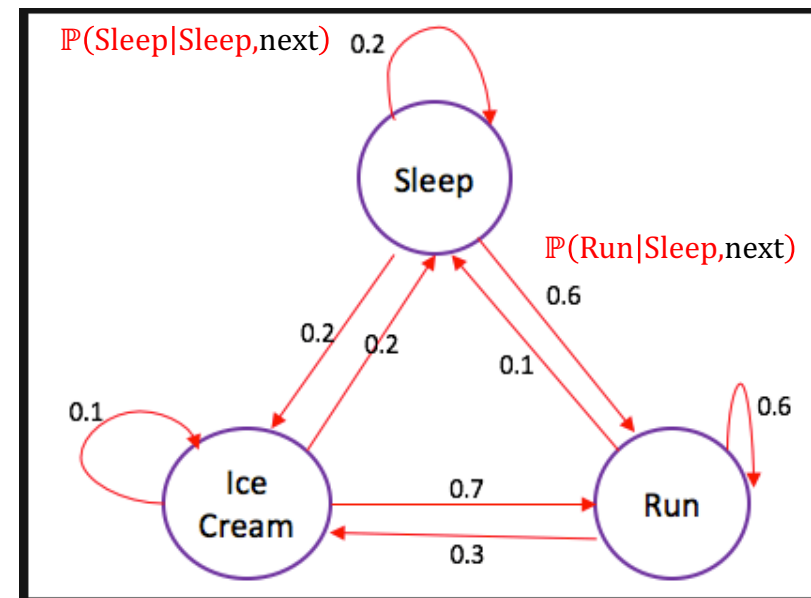 ℙ(Sleep|Sleep,next)
0.2
Sleep
ℙ(Run|Sleep,next)
0.6
0.2
0.2
0.1
0.1
0.6
Ice
Cream
0.7
Run
0.3